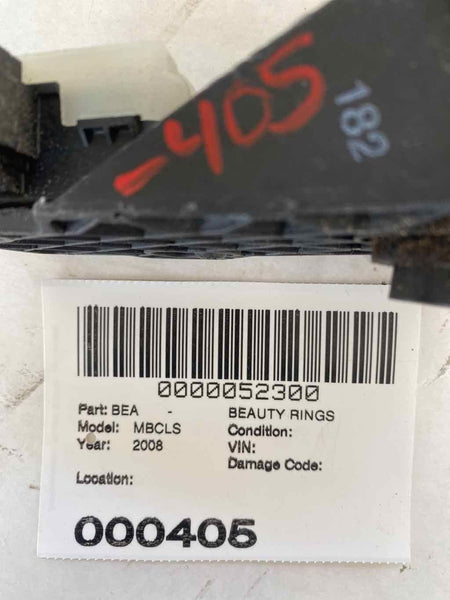 -405
182
0000052300
Part: BEA - BEAUTY RINGS
Model: MBCLS Condition:
Year: 2008 VIN:
Damage Code:
Location:
000405